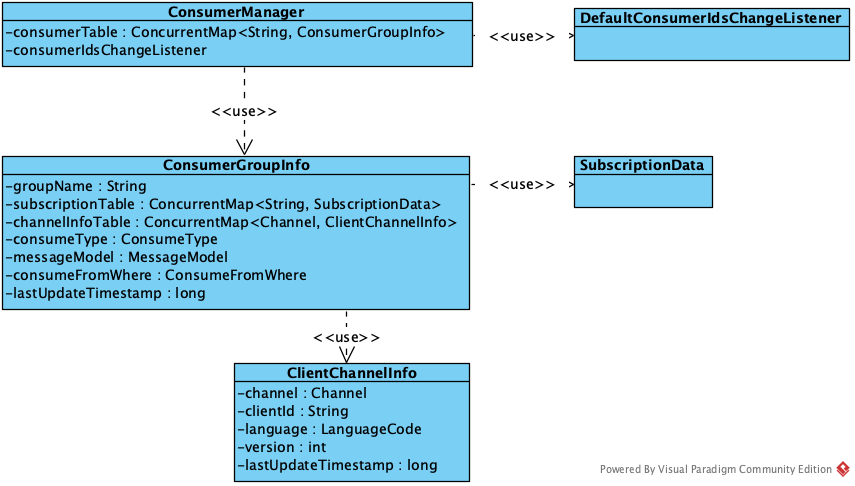 ConsumerManager
-consumerTable : ConcurrentMap<String, ConsumerGroupInfo>
-consumerIdsChangeListener
<<use>>
DefaultConsumerIdsChangeListener
<<use>>
ConsumerGroupInfo
-groupName : String
-subscriptionTable : ConcurrentMap<String, SubscriptionData>
-channelInfoTable : ConcurrentMap<Channel, ClientChannelInfo>
-consumeType : ConsumeType
-messageModel : MessageModel
-consumeFromWhere : ConsumeFromWhere
-lastUpdateTimestamp : long
<<use>>
SubscriptionData
<<use>>
ClientChannelInfo
-channel : Channel
-clientId : String
-language : LanguageCode
-version : int
-lastUpdateTimestamp : long
Powered By Visual Paradigm Community Edition